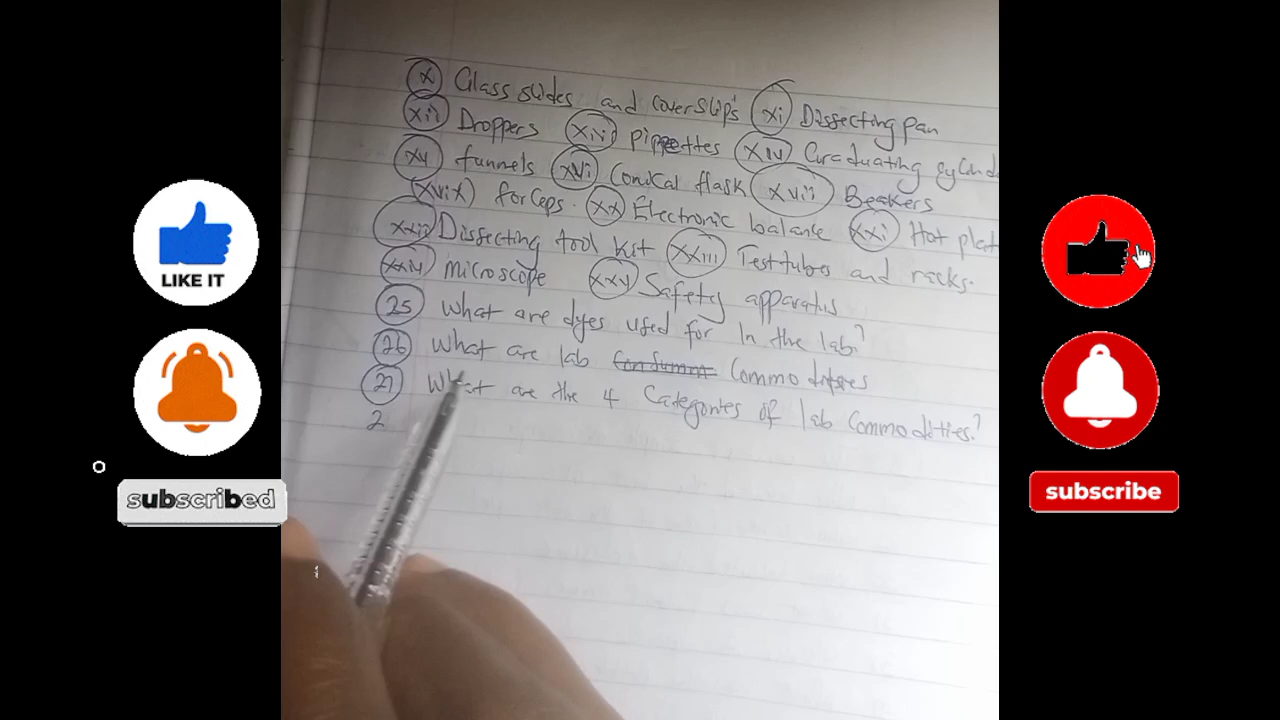 x Glass slides and coverslips xi Dissecting pan
xii Droppers xiii pippettes xiv Graduating cylind
xv funnels xvi Conical flask xvii Beakers
xvix) forceps. xx Electronic balance xxi Hot plat
xxii Dissecting tool kit xxiii Testtubes and racks.
xxiv microscope xxv Safety apparatus
25 What are dyes used for in the lab?
26 What are lab Commodities
27 What are the 4 Categories of lab Commodities?
2
LIKE IT
subscribed
subscribe